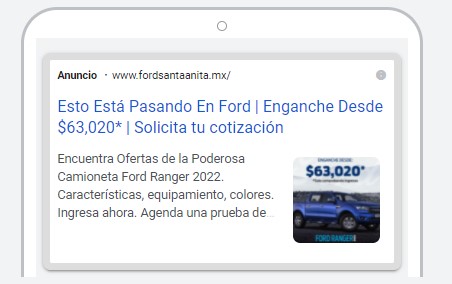 Anuncio · www.fordsantaanita.mx/
Esto Está Pasando En Ford | Enganche Desde
$63,020* | Solicita tu cotización
Encuentra Ofertas de la Poderosa
Camioneta Ford Ranger 2022.
Características, equipamiento, colores.
Ingresa ahora. Agenda una prueba de...
ENGANCHE DESDE:
$63,020*
FORD RANGER